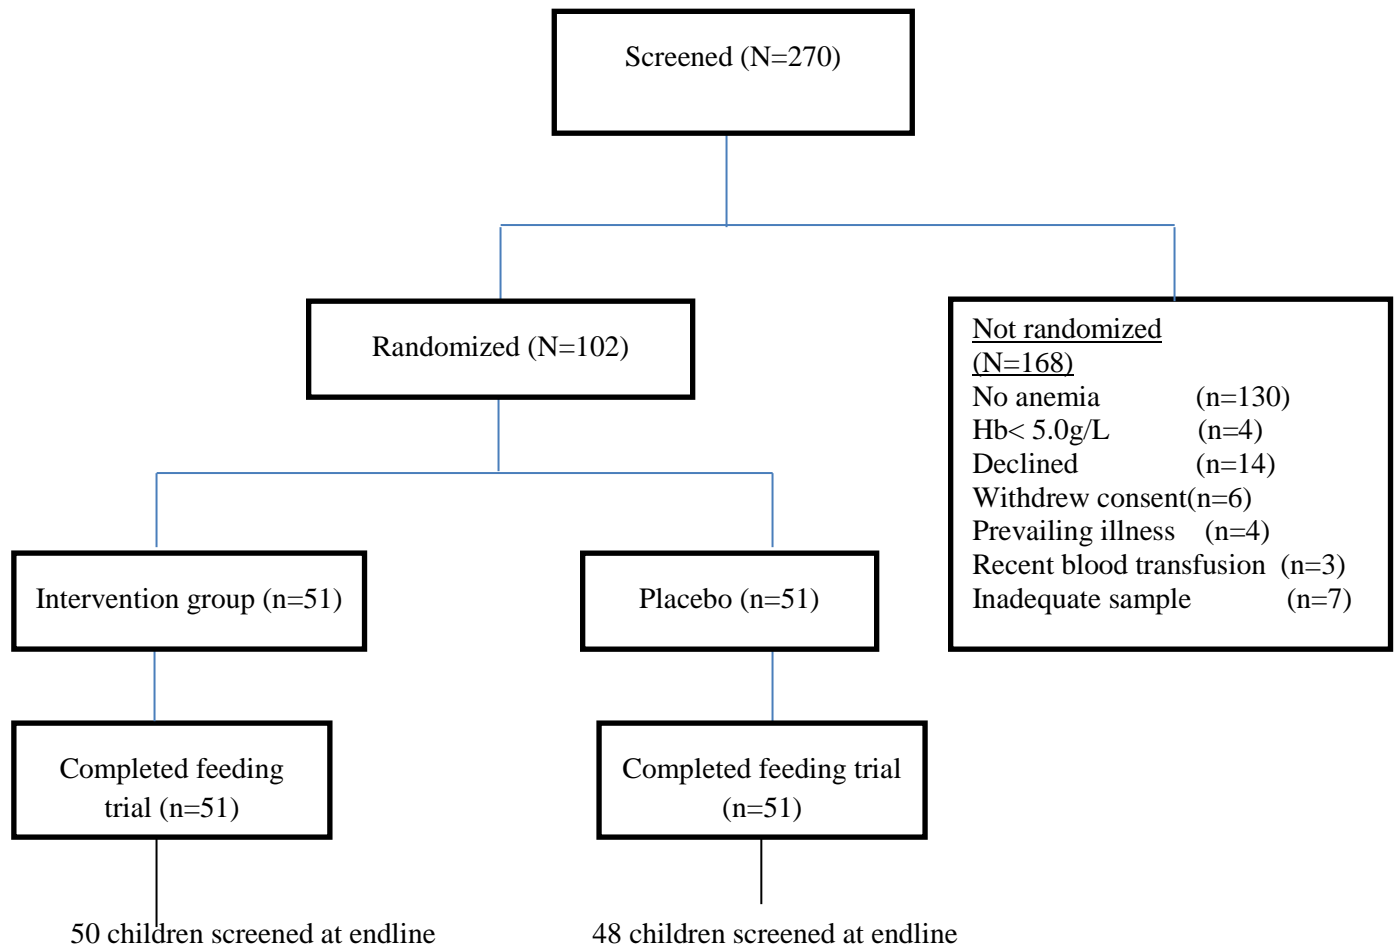 Screened (N=270)
Randomized (N=102)
Not randomized
(N=168)
No anemia (n=130)
Hb< 5.0g/L (n=4)
Declined (n=14)
Withdrew consent(n=6)
Prevailing illness (n=4)
Recent blood transfusion (n=3)
Inadequate sample (n=7)
Intervention group (n=51)
Placebo (n=51)
Completed feeding
trial (n=51)
Completed feeding trial
(n=51)
50 children screened at endline
48 children screened at endline